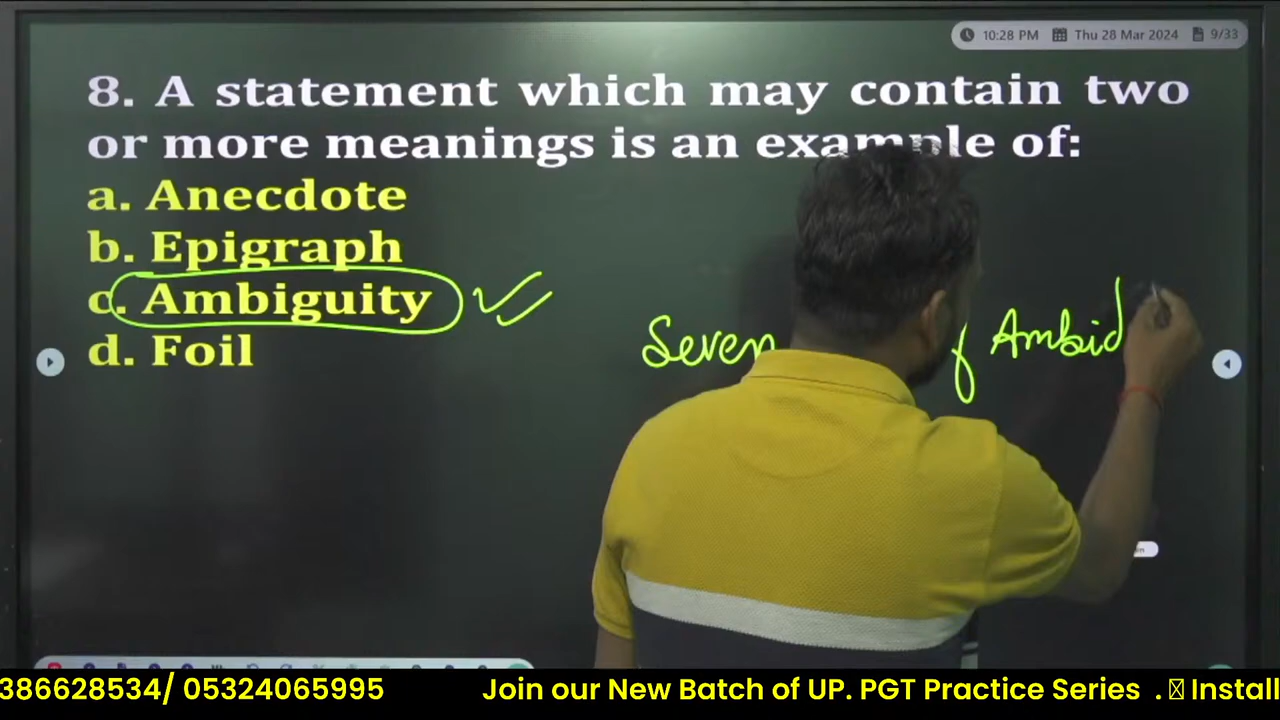 10:28 PM Thu 28 Mar 2024 9/33
8. A statement which may contain two
or more meanings is an example of:
a. Anecdote
b. Epigraph
c. Ambiguity
d. Foil
Seven f Ambid
386628534/ 05324065995 Join our New Batch of UP. PGT Practice Series . Install